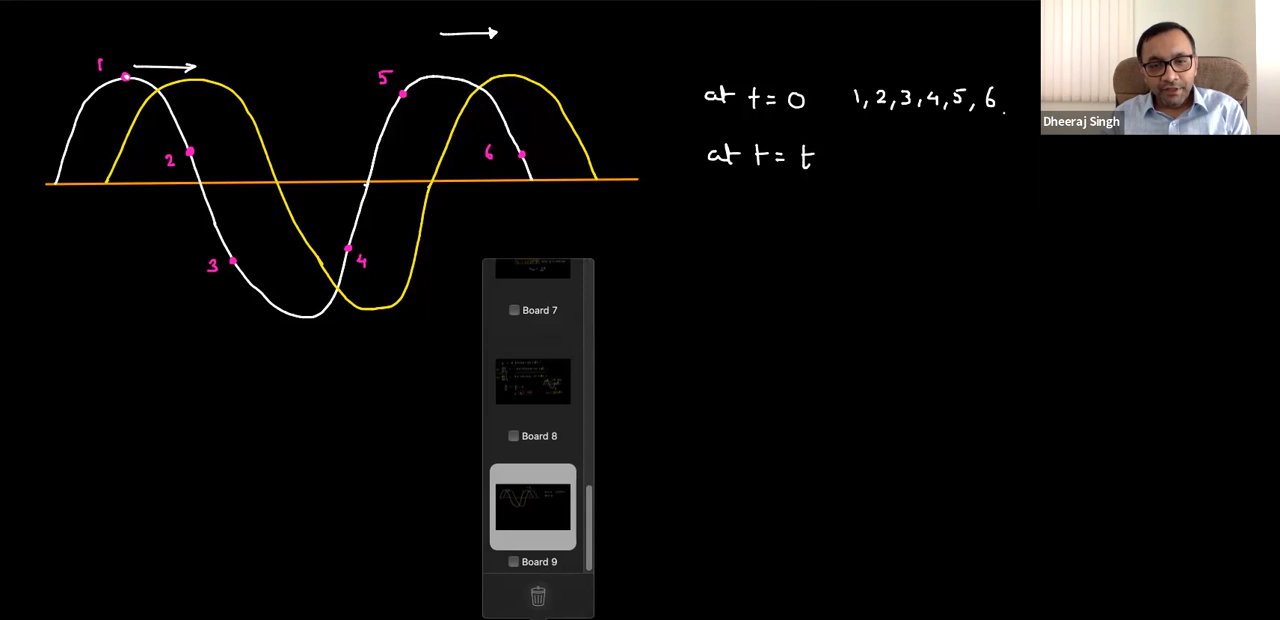 1
5
2
6
3
4
at t = 0 1, 2, 3, 4, 5, 6.
at t = t
Dheeraj Singh
Board 7
Board 8
Board 9